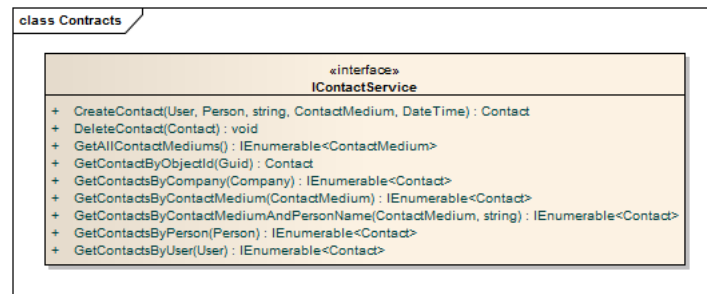 class Contracts
«interface»
IContactService
+ CreateContact(User, Person, string, ContactMedium, DateTime) : Contact
+ DeleteContact(Contact) : void
+ GetAllContactMediums() : IEnumerable<ContactMedium>
+ GetContactByObjectId(Guid) : Contact
+ GetContactsByCompany(Company) : IEnumerable<Contact>
+ GetContactsByContactMedium(ContactMedium) : IEnumerable<Contact>
+ GetContactsByContactMediumAndPersonName(ContactMedium, string) : IEnumerable<Contact>
+ GetContactsByPerson(Person) : IEnumerable<Contact>
+ GetContactsByUser(User) : IEnumerable<Contact>